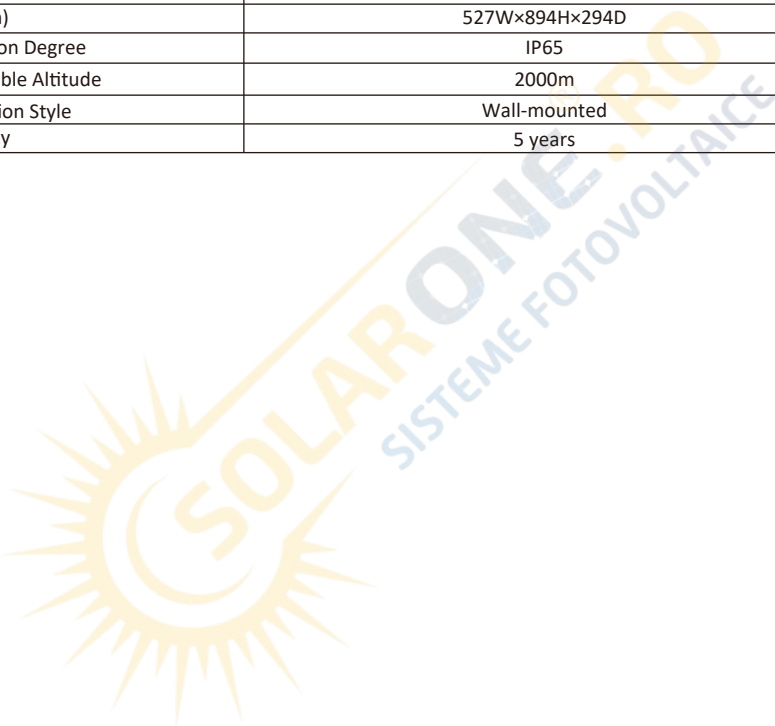 ) 527W×894H×294D
on Degree IP65
ble Altitude 2000m
ion Style Wall-mounted
y 5 years
SOLARONE.RO®
SISTEME FOTOVOLTAICE